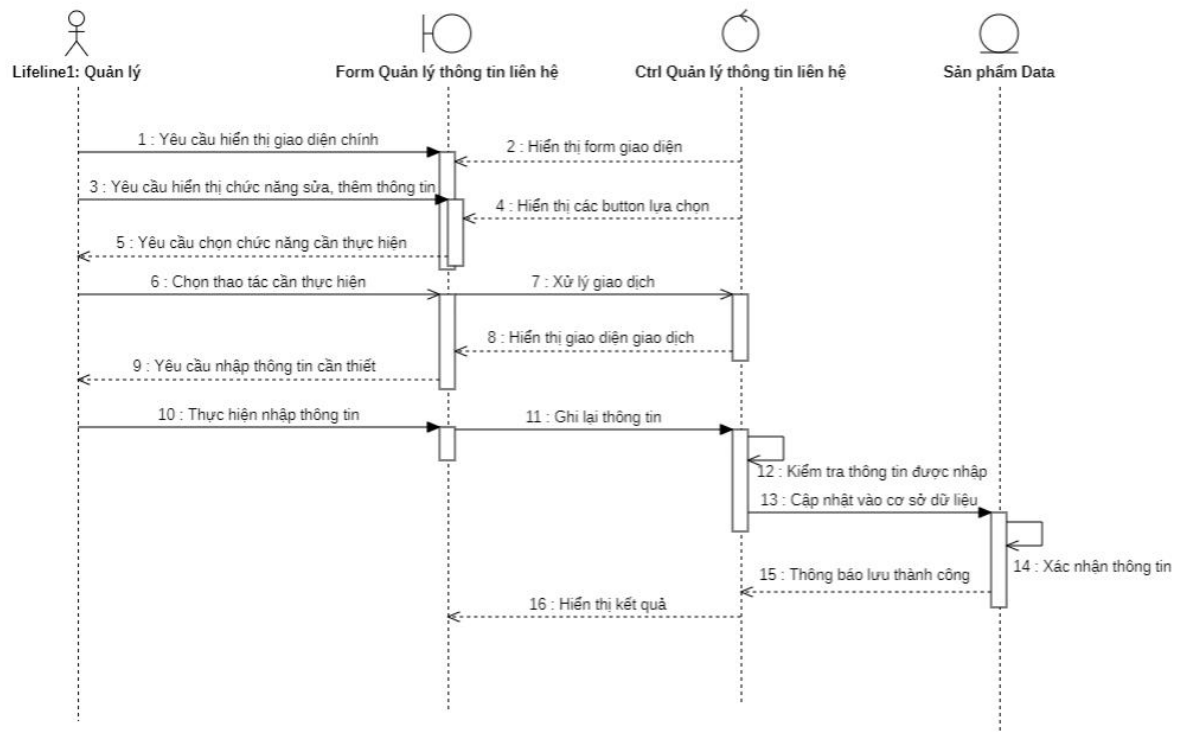 Lifeline1: Quản lý
Form Quản lý thông tin liên hệ
Ctrl Quản lý thông tin liên hệ
Sản phẩm Data
1 : Yêu cầu hiển thị giao diện chính
2 : Hiển thị form giao diện
3 : Yêu cầu hiển thị chức năng sửa, thêm thông tin
4 : Hiển thị các button lựa chọn
5 : Yêu cầu chọn chức năng cần thực hiện
6 : Chọn thao tác cần thực hiện
7 : Xử lý giao dịch
8 : Hiển thị giao diện giao dịch
9 : Yêu cầu nhập thông tin cần thiết
10 : Thực hiện nhập thông tin
11 : Ghi lại thông tin
12 : Kiểm tra thông tin được nhập
13 : Cập nhật vào cơ sở dữ liệu
14 : Xác nhận thông tin
15 : Thông báo lưu thành công
16 : Hiển thị kết quả